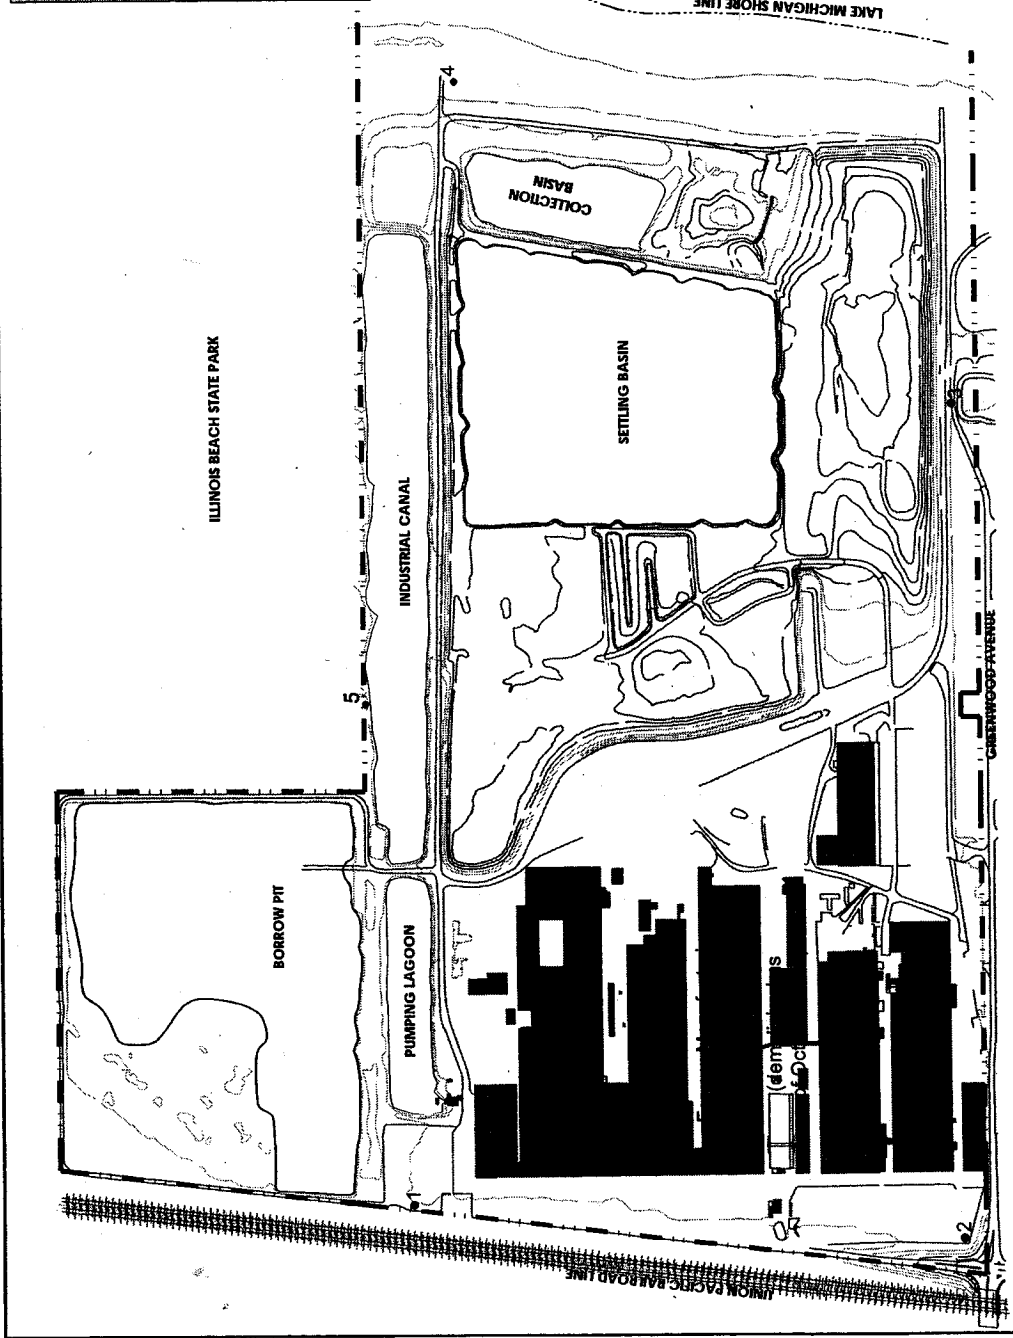 LAKE MICHIGAN SHORE LINE
4
COLLECTION
BASIN
ILLINOIS BEACH STATE PARK
SETTLING BASIN
3
INDUSTRIAL CANAL
5
GREENWOOD AVENUE
BORROW PIT
PUMPING LAGOON
1
2
UNION PACIFIC RAILROAD LINE